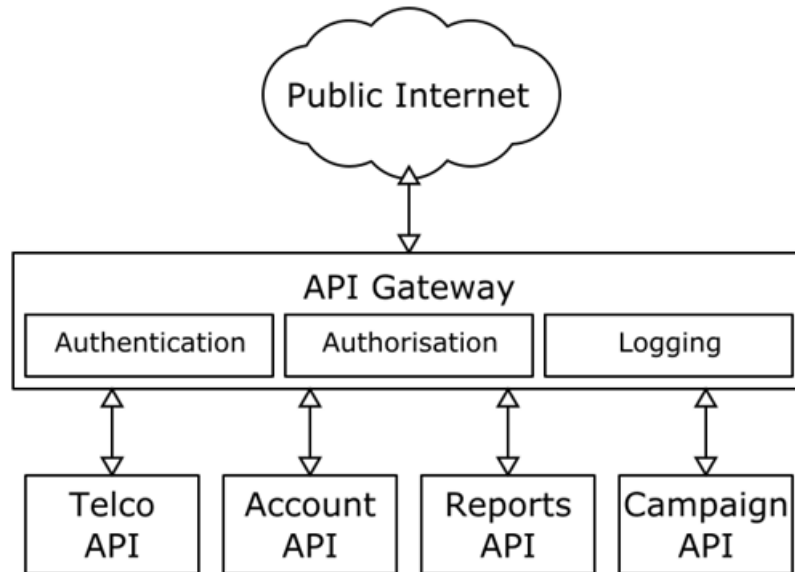 Public Internet
API Gateway
Authentication
Authorisation
Logging
Telco
API
Account
API
Reports
API
Campaign
API